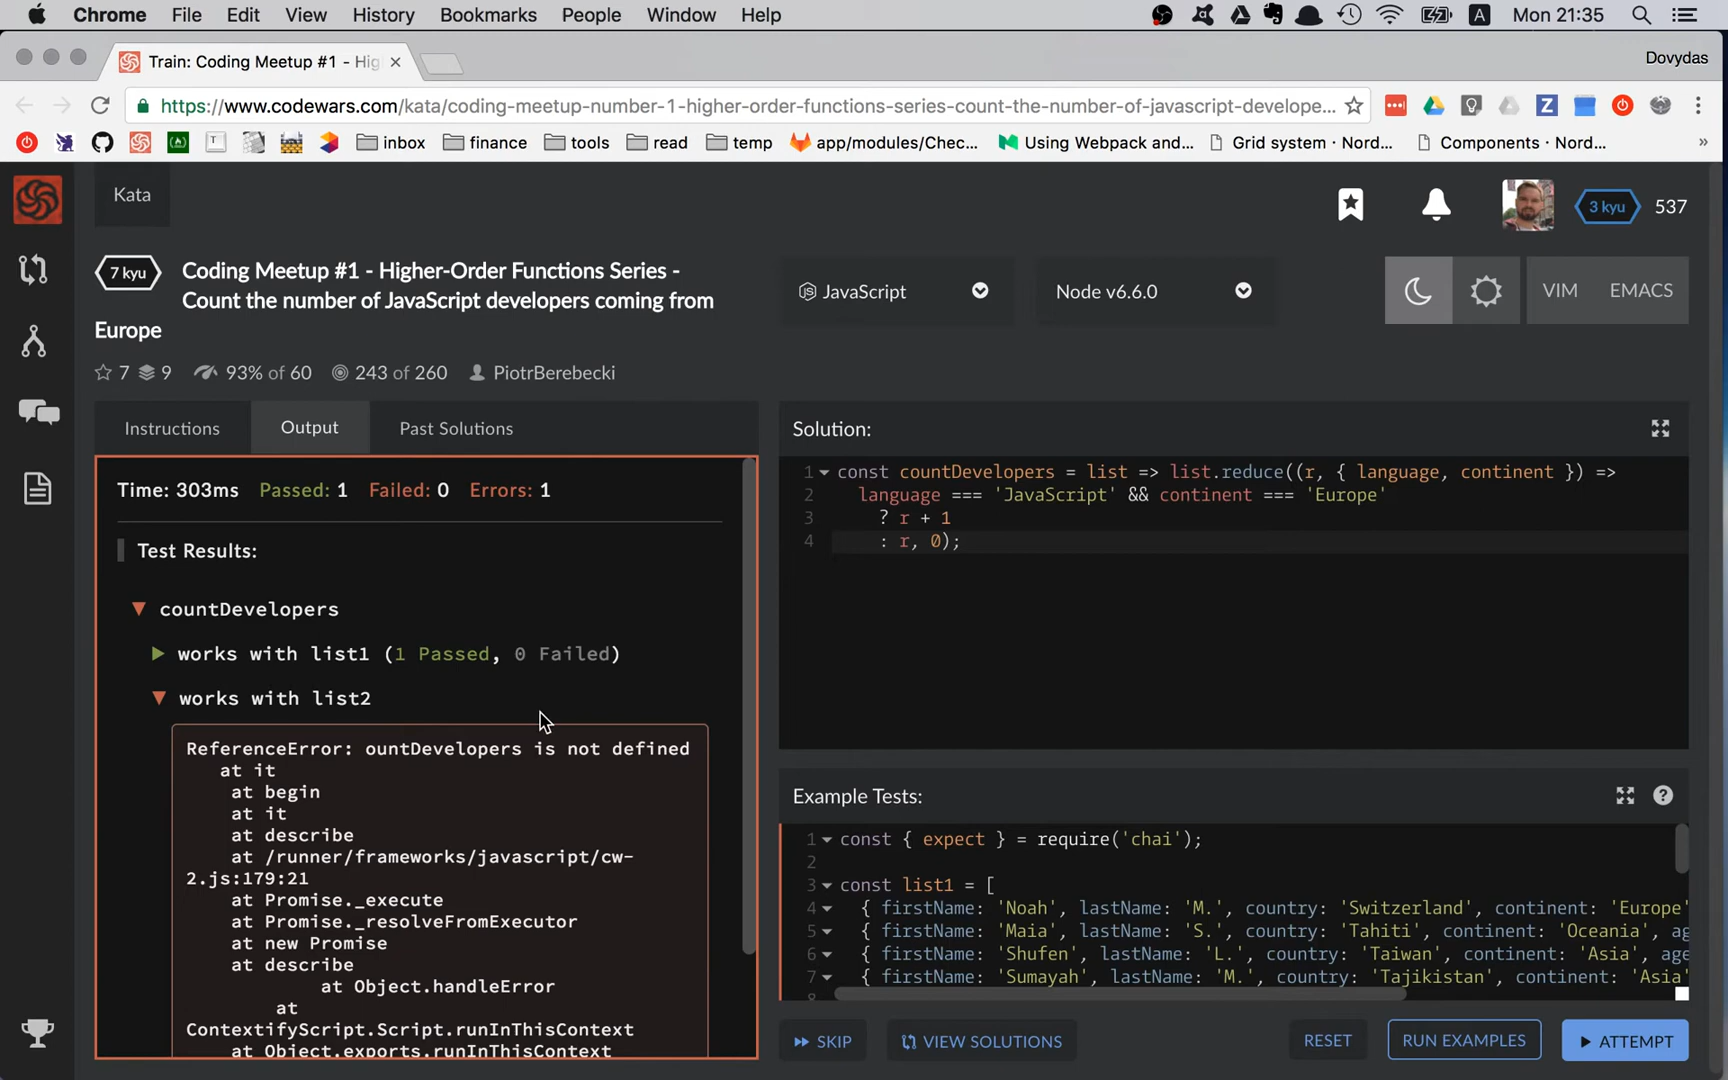 Chrome File Edit View History Bookmarks People Window Help A Mon 21:35
Train: Coding Meetup #1 - Hig Dovydas
https://www.codewars.com/kata/coding-meetup-number-1-higher-order-functions-series-count-the-number-of-javascript-develope...
inbox finance tools read temp app/modules/Chec... Using Webpack and... Grid system · Nord... Components · Nord... »
Kata
3 kyu 537
7 kyu
Coding Meetup #1 - Higher-Order Functions Series -
Count the number of JavaScript developers coming from
Europe
JavaScript
Node v6.6.0
VIM EMACS
7 9 93% of 60 243 of 260 PiotrBerebecki
Instructions Output Past Solutions
Time: 303ms Passed: 1 Failed: 0 Errors: 1
Test Results:
countDevelopers
works with list1 (1 Passed, 0 Failed)
works with list2
ReferenceError: ountDevelopers is not defined
at it
at begin
at it
at describe
at /runner/frameworks/javascript/cw-
2.js:179:21
at Promise._execute
at Promise._resolveFromExecutor
at new Promise
at describe
at Object.handleError
at
ContextifyScript.Script.runInThisContext
at Object.exports.runInThisContext
Solution:
1 const countDevelopers = list => list.reduce((r, { language, continent }) =>
2 language === 'JavaScript' && continent === 'Europe'
3 ? r + 1
4 : r, 0);
Example Tests: ?
1 const { expect } = require('chai');
2
3 const list1 = [
4 { firstName: 'Noah', lastName: 'M.', country: 'Switzerland', continent: 'Europe'
5 { firstName: 'Maia', lastName: 'S.', country: 'Tahiti', continent: 'Oceania', ag
6 { firstName: 'Shufen', lastName: 'L.', country: 'Taiwan', continent: 'Asia', age
7 { firstName: 'Sumayah', lastName: 'M.', country: 'Tajikistan', continent: 'Asia'
8
SKIP VIEW SOLUTIONS RESET RUN EXAMPLES ATTEMPT